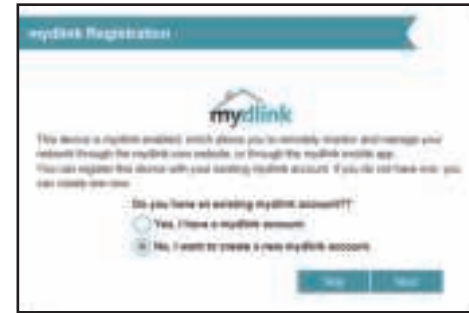 mydlink Registration
mydlink
This device is mydlink enabled, which allows you to remotely monitor and manage your
network through the mydlink.com website, or through the mydlink mobile app.
You can register this device with your existing mydlink account. If you do not have one, you
can create one now.
Do you have an existing mydlink account??
Yes, I have a mydlink account.
No, I want to create a new mydlink account.
Skip Next